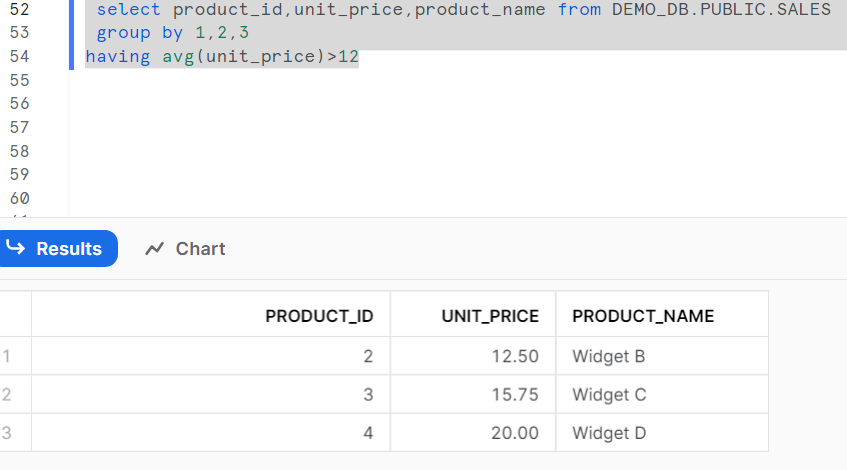 52 select product_id,unit_price,product_name from DEMO_DB.PUBLIC.SALES
53 group by 1,2,3
54 having avg(unit_price)>12
55
56
57
58
59
60
Results Chart
PRODUCT_ID UNIT_PRICE PRODUCT_NAME
1 2 12.50 Widget B
2 3 15.75 Widget C
3 4 20.00 Widget D